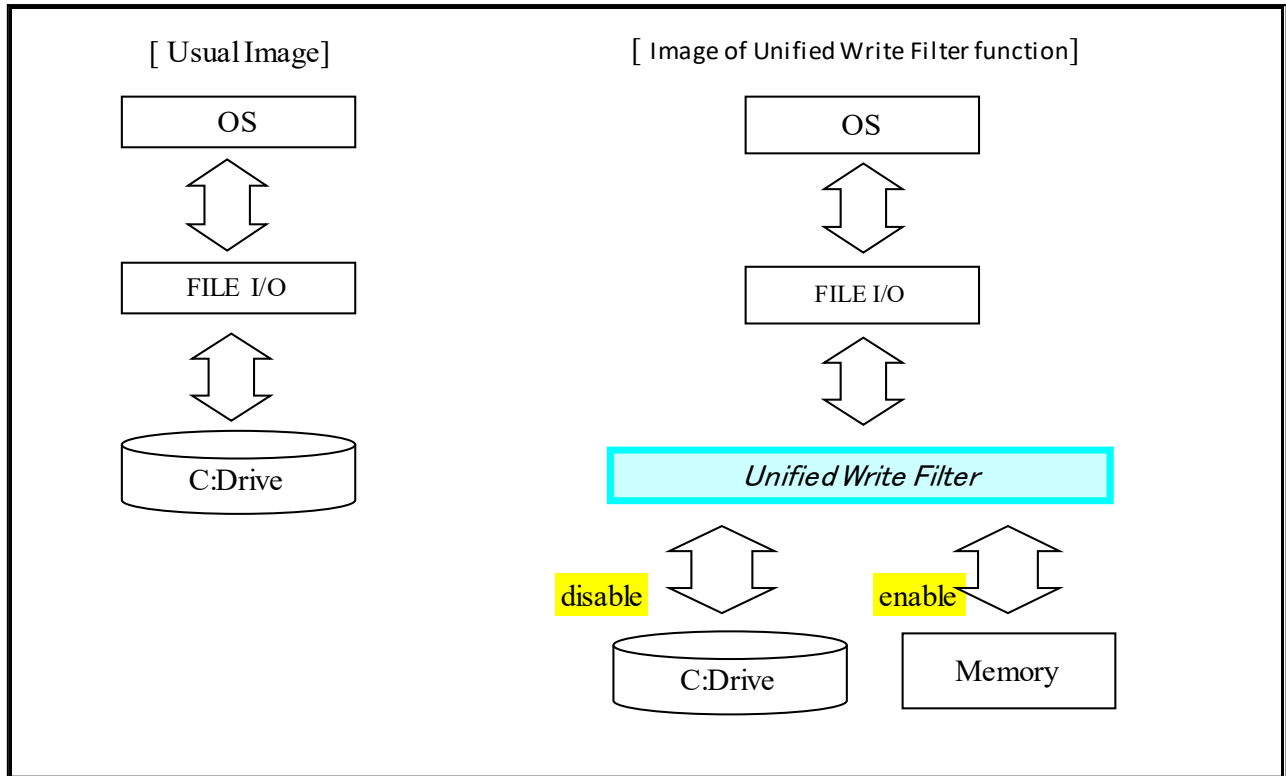 [ Usual Image]
OS
FILE I/O
C:Drive
[ Image of Unified Write Filter function]
OS
FILE I/O
Unified Write Filter
disable
enable
C:Drive
Memory